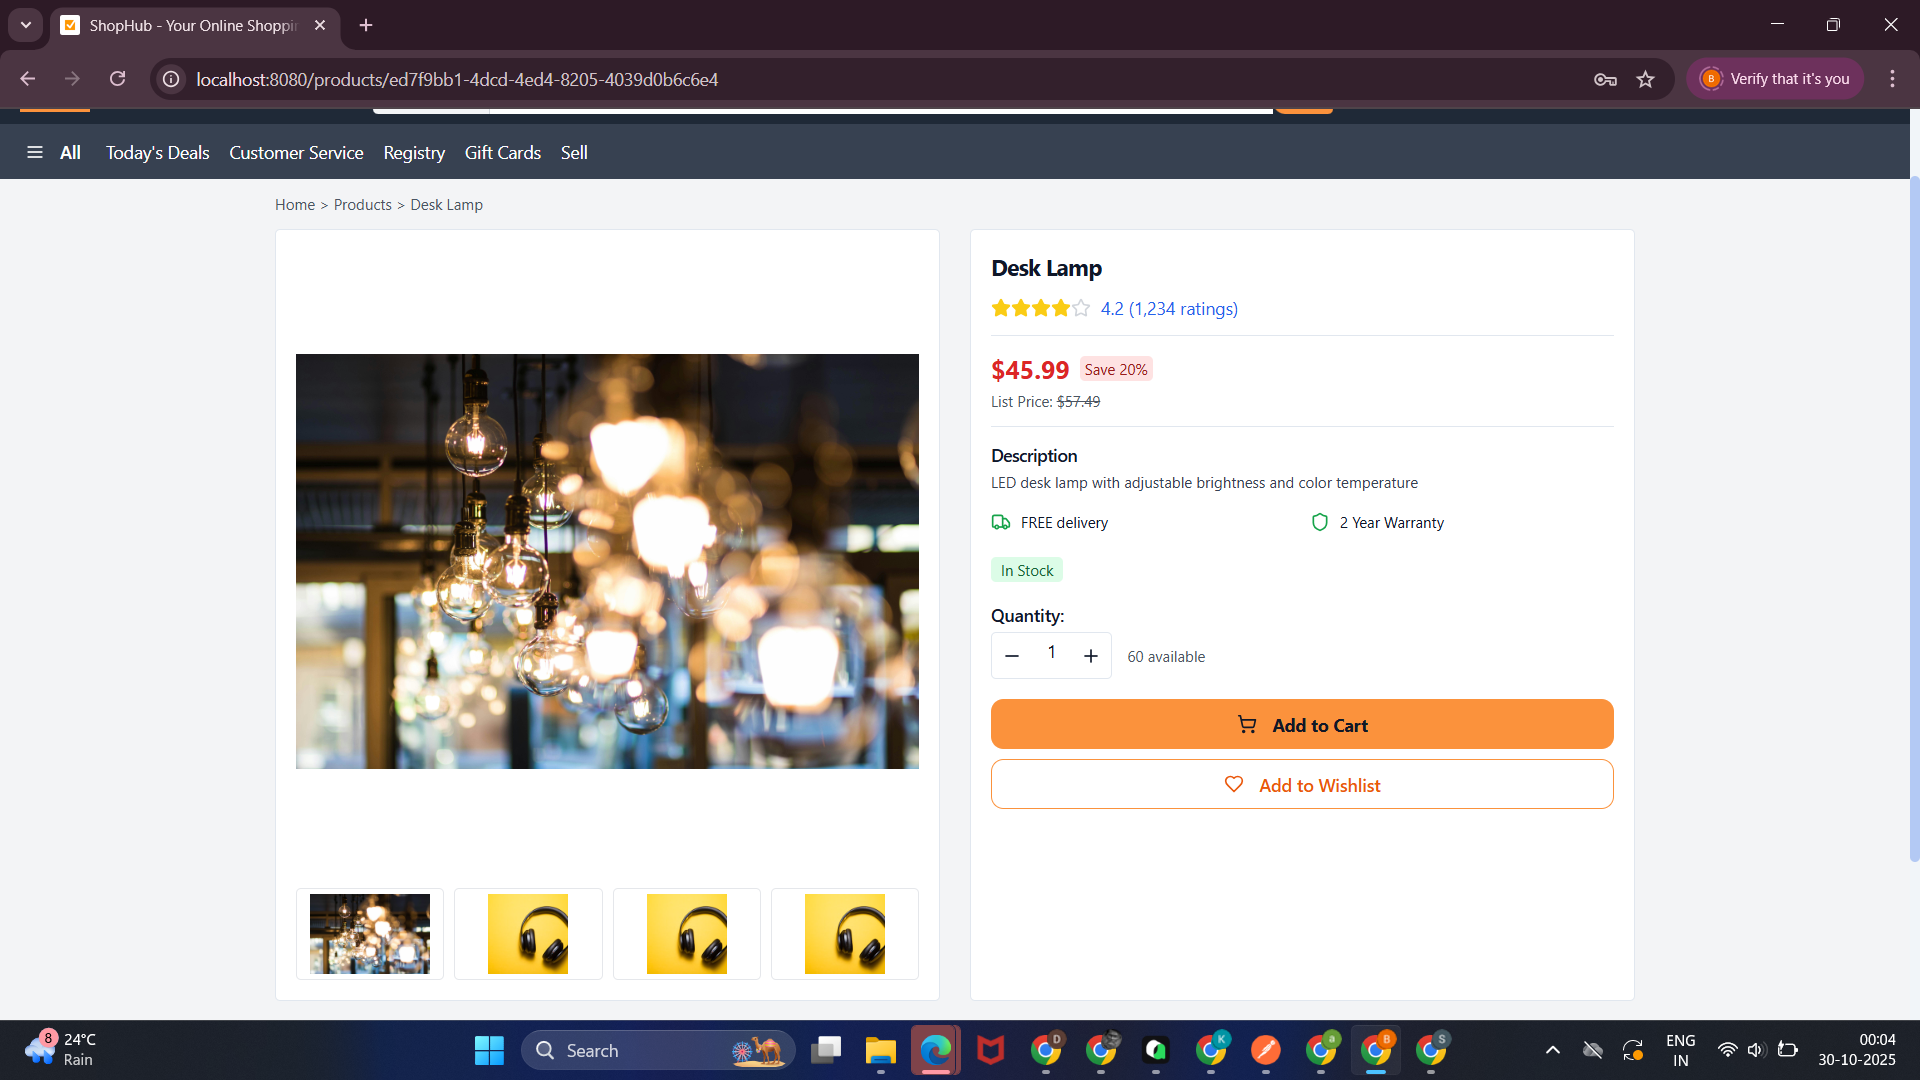 ShopHub - Your Online Shoppi
localhost:8080/products/ed7f9bb1-4dcd-4ed4-8205-4039d0b6c6e4
B
Verify that it's you
All
Today's Deals
Customer Service
Registry
Gift Cards
Sell
Home > Products > Desk Lamp
Desk Lamp
4.2 (1,234 ratings)
$45.99
Save 20%
List Price: $57.49
Description
LED desk lamp with adjustable brightness and color temperature
FREE delivery
2 Year Warranty
In Stock
Quantity:
1
60 available
Add to Cart
Add to Wishlist
8
24°C
Rain
Search
D
K
a
B
S
ENG
IN
00:04
30-10-2025